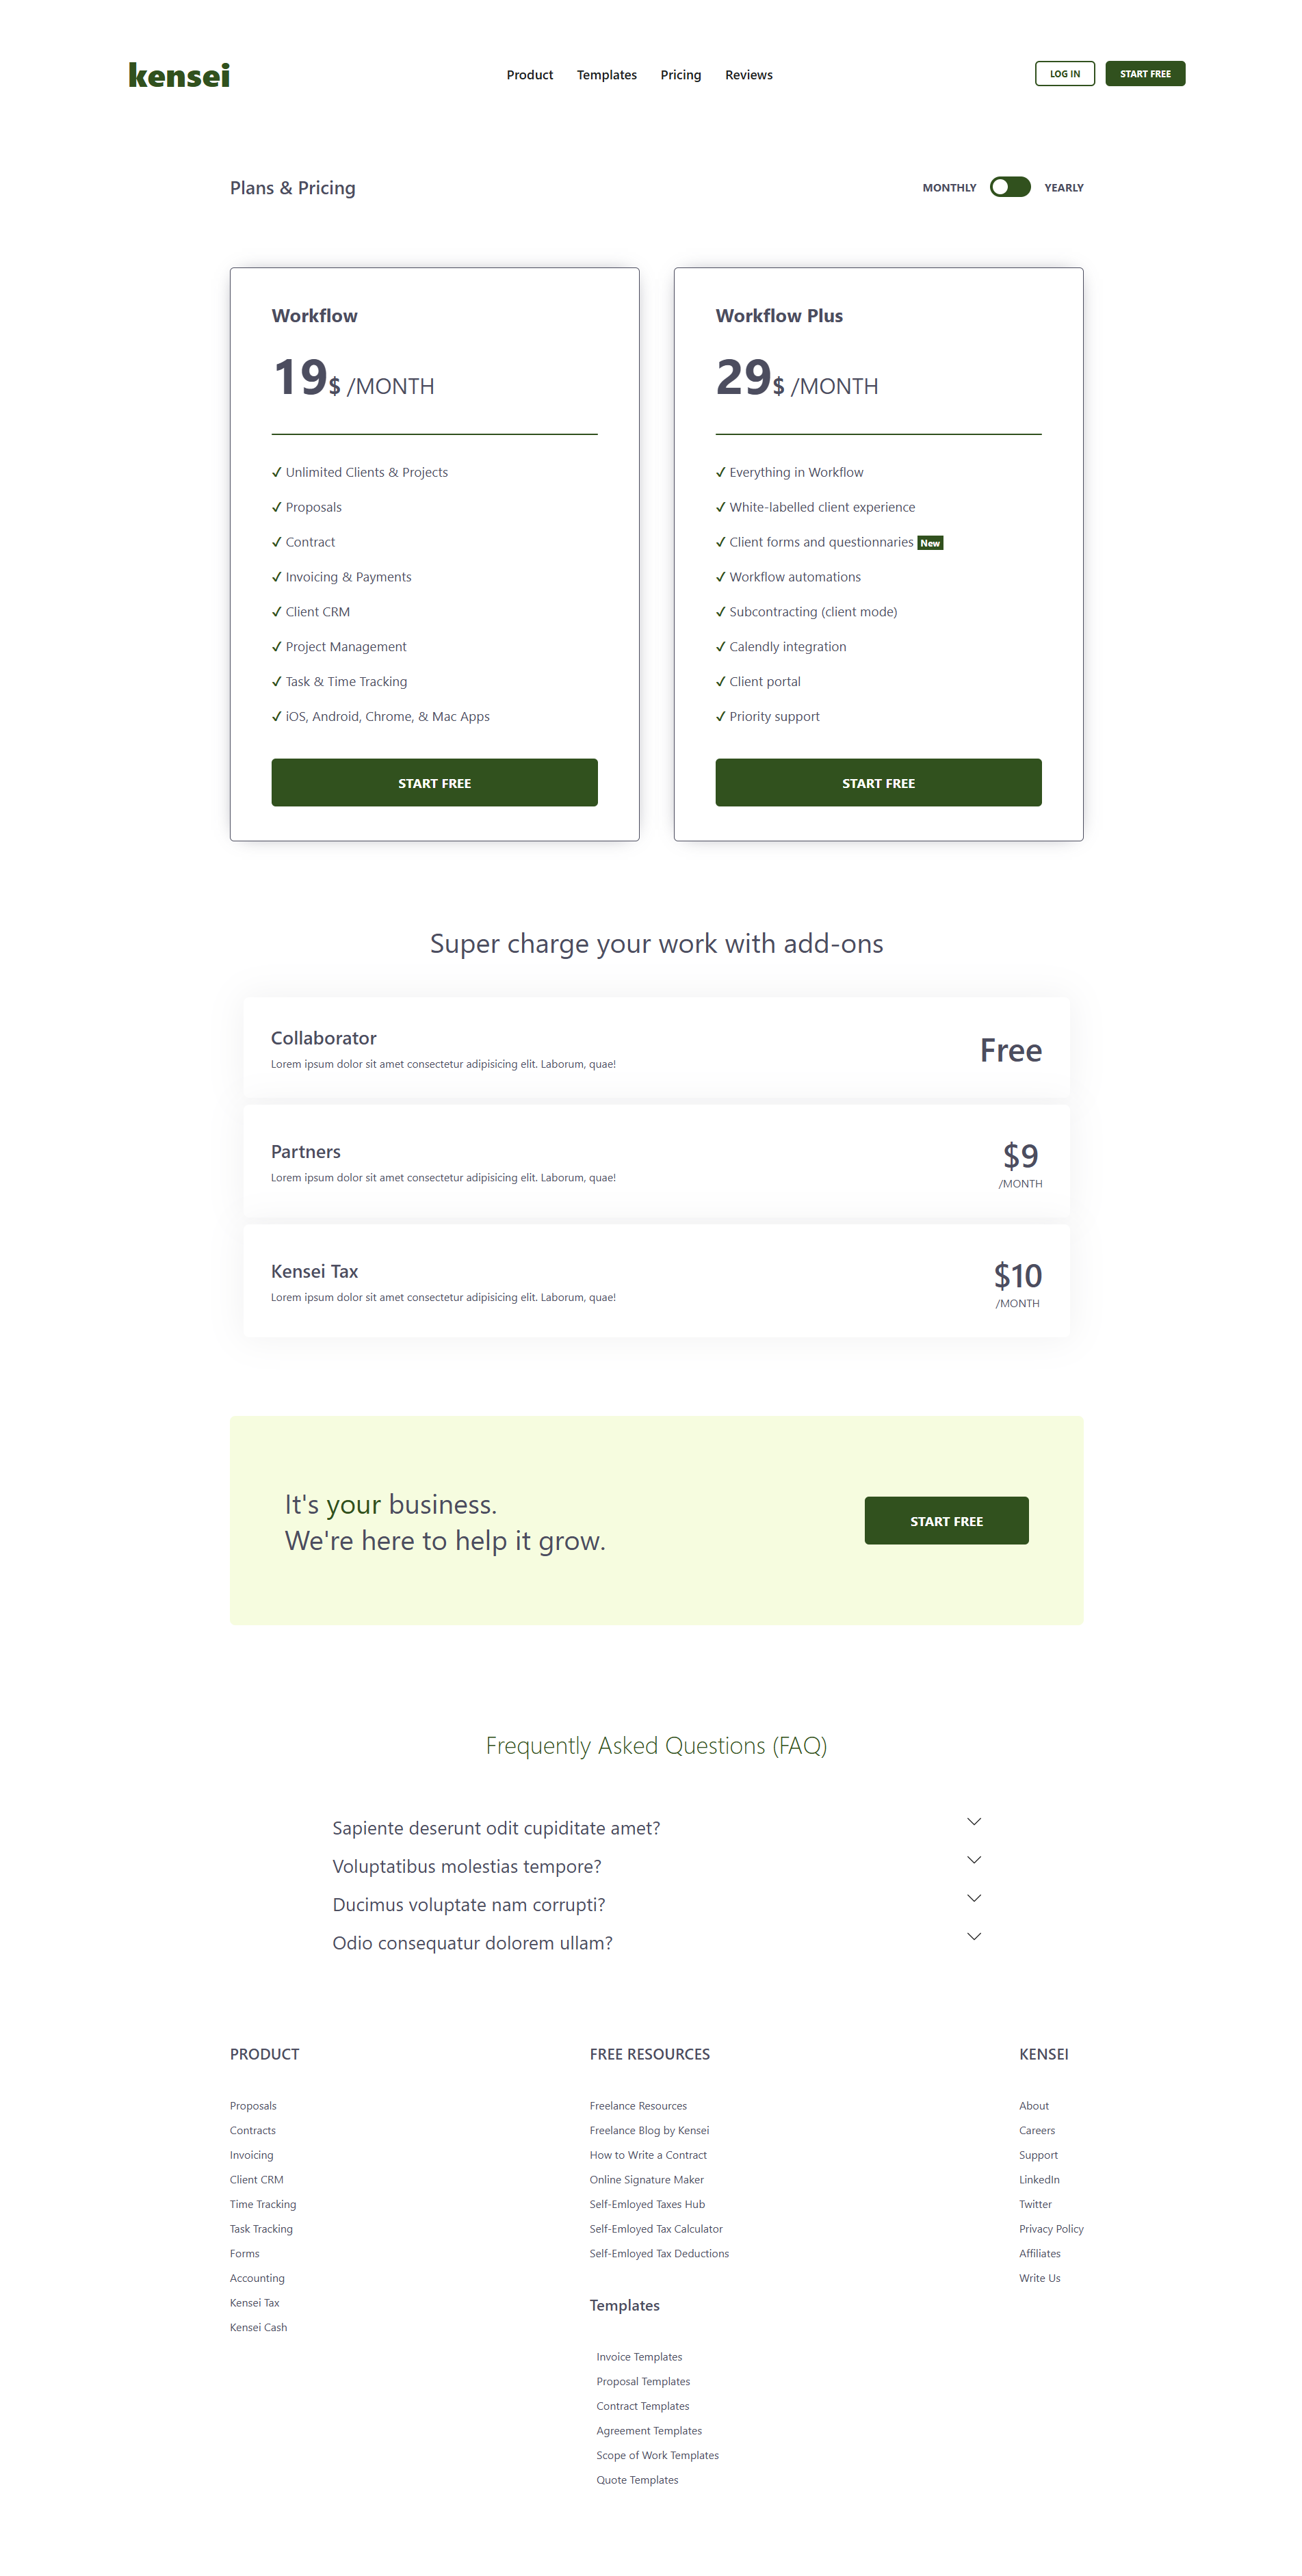 kensei
Product Templates Pricing Reviews
LOG IN START FREE
Plans & Pricing
MONTHLY YEARLY
Workflow
19$ /MONTH
✓ Unlimited Clients & Projects
✓ Proposals
✓ Contract
✓ Invoicing & Payments
✓ Client CRM
✓ Project Management
✓ Task & Time Tracking
✓ iOS, Android, Chrome, & Mac Apps
START FREE
Workflow Plus
29$ /MONTH
✓ Everything in Workflow
✓ White-labelled client experience
✓ Client forms and questionnaries New
✓ Workflow automations
✓ Subcontracting (client mode)
✓ Calendly integration
✓ Client portal
✓ Priority support
START FREE
Super charge your work with add-ons
Collaborator
Lorem ipsum dolor sit amet consectetur adipisicing elit. Laborum, quae!
Free
Partners
Lorem ipsum dolor sit amet consectetur adipisicing elit. Laborum, quae!
$9
/MONTH
Kensei Tax
Lorem ipsum dolor sit amet consectetur adipisicing elit. Laborum, quae!
$10
/MONTH
It's your business.
We're here to help it grow.
START FREE
Frequently Asked Questions (FAQ)
Sapiente deserunt odit cupiditate amet?
Voluptatibus molestias tempore?
Ducimus voluptate nam corrupti?
Odio consequatur dolorem ullam?
PRODUCT
Proposals
Contracts
Invoicing
Client CRM
Time Tracking
Task Tracking
Forms
Accounting
Kensei Tax
Kensei Cash
FREE RESOURCES
Freelance Resources
Freelance Blog by Kensei
How to Write a Contract
Online Signature Maker
Self-Emloyed Taxes Hub
Self-Emloyed Tax Calculator
Self-Emloyed Tax Deductions
Templates
Invoice Templates
Proposal Templates
Contract Templates
Agreement Templates
Scope of Work Templates
Quote Templates
KENSEI
About
Careers
Support
LinkedIn
Twitter
Privacy Policy
Affiliates
Write Us